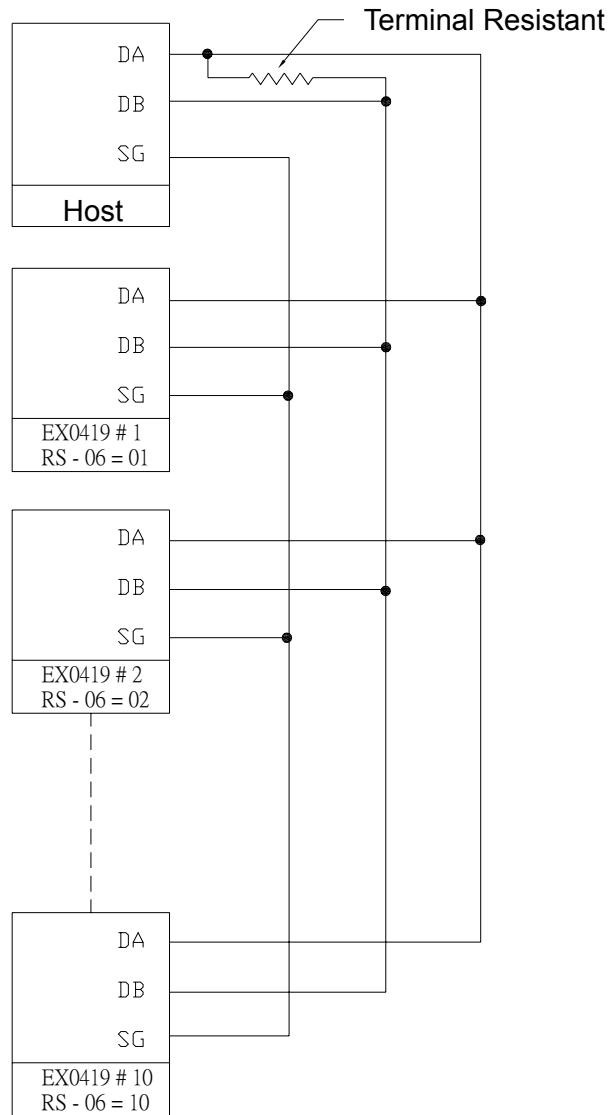 Terminal Resistant
DA
DB
SG
Host
DA
DB
SG
EX0419 # 1
RS - 06 = 01
DA
DB
SG
EX0419 # 2
RS - 06 = 02
DA
DB
SG
EX0419 # 10
RS - 06 = 10